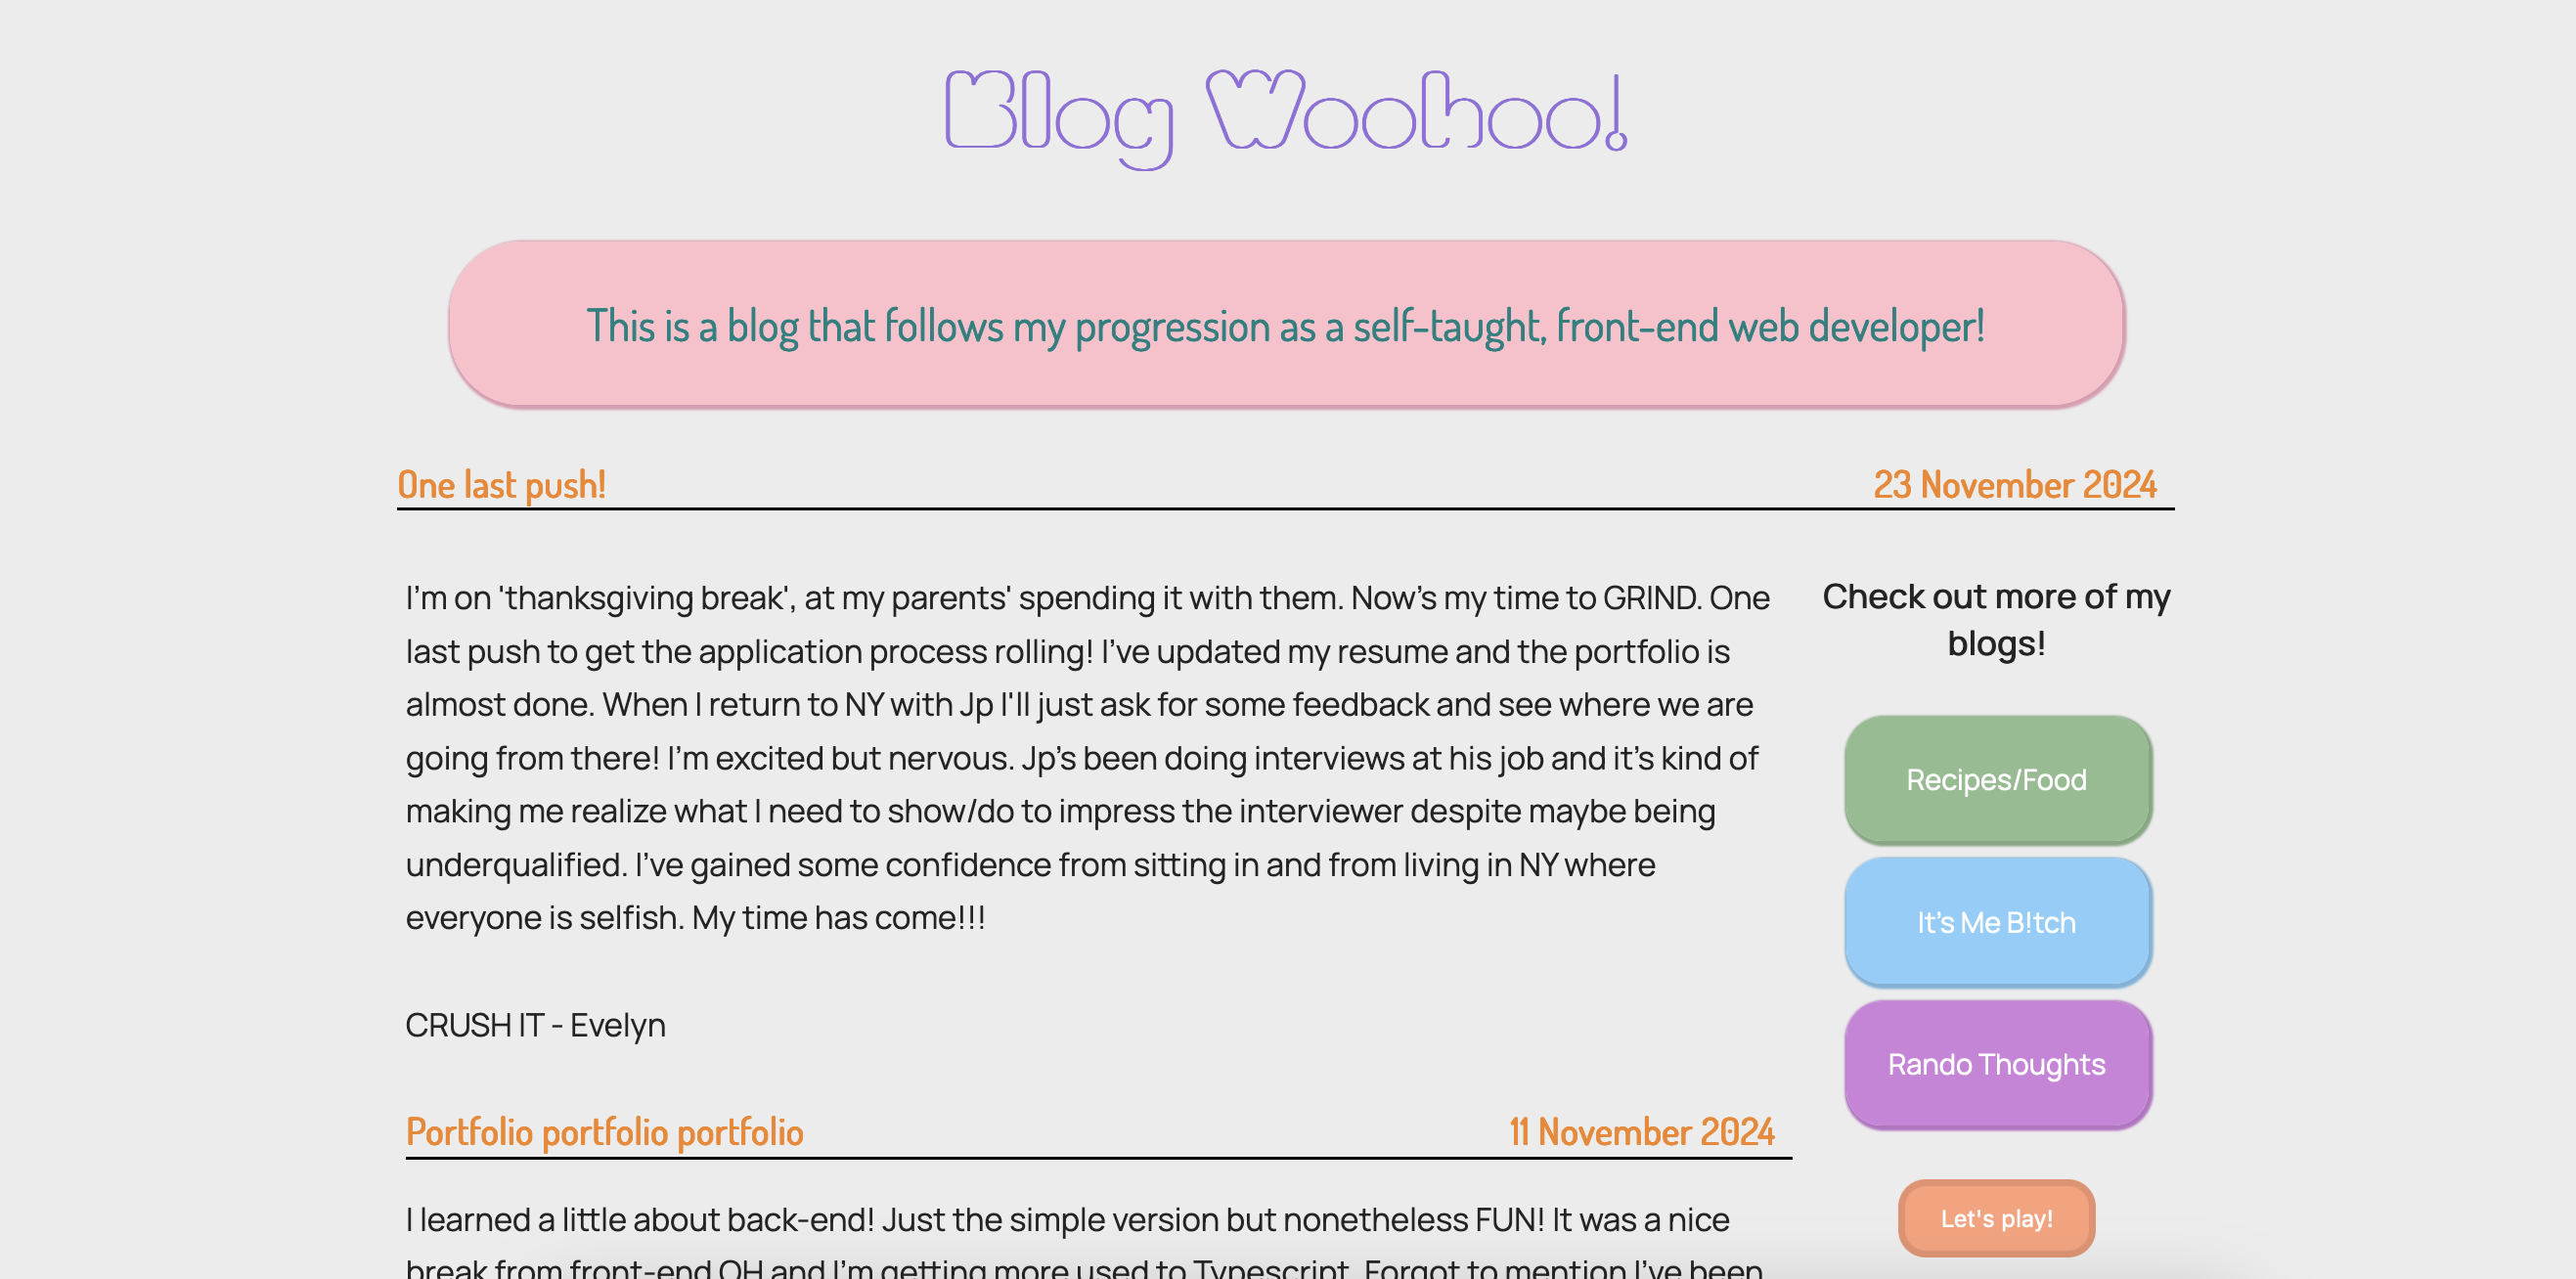 Blog Woohoo!
This is a blog that follows my progression as a self-taught, front-end web developer!
One last push! 23 November 2024
I’m on 'thanksgiving break', at my parents' spending it with them. Now’s my time to GRIND. One
last push to get the application process rolling! I’ve updated my resume and the portfolio is
almost done. When I return to NY with Jp I'll just ask for some feedback and see where we are
going from there! I’m excited but nervous. Jp’s been doing interviews at his job and it’s kind of
making me realize what I need to show/do to impress the interviewer despite maybe being
underqualified. I’ve gained some confidence from sitting in and from living in NY where
everyone is selfish. My time has come!!!
CRUSH IT - Evelyn
Portfolio portfolio portfolio 11 November 2024
I learned a little about back-end! Just the simple version but nonetheless FUN! It was a nice
break from front-end OH and I’m getting more used to Typescript. Forgot to mention I’ve been
Check out more of my
blogs!
Recipes/Food
It’s Me B!tch
Rando Thoughts
Let's play!